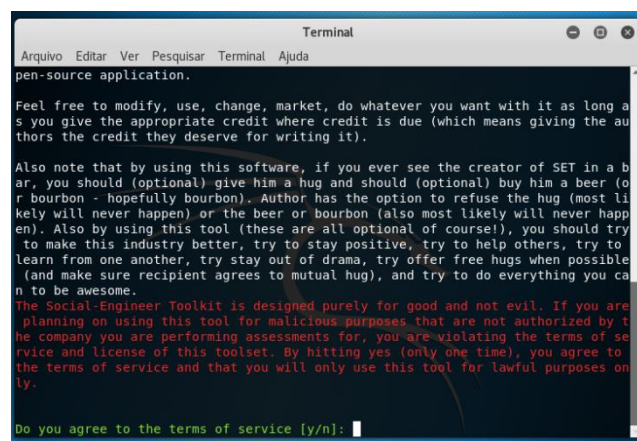 Terminal
Arquivo Editar Ver Pesquisar Terminal Ajuda
pen-source application.
Feel free to modify, use, change, market, do whatever you want with it as long a
s you give the appropriate credit where credit is due (which means giving the au
thors the credit they deserve for writing it).
Also note that by using this software, if you ever see the creator of SET in a b
ar, you should (optional) give him a hug and should (optional) buy him a beer (o
r bourbon - hopefully bourbon). Author has the option to refuse the hug (most li
kely will never happen) or the beer or bourbon (also most likely will never happ
en). Also by using this tool (these are all optional of course!), you should try
to make this industry better, try to stay positive, try to help others, try to
learn from one another, try stay out of drama, try offer free hugs when possible
(and make sure recipient agrees to mutual hug), and try to do everything you ca
n to be awesome.
The Social-Engineer Toolkit is designed purely for good and not evil. If you are
planning on using this tool for malicious purposes that are not authorized by t
he company you are performing assessments for, you are violating the terms of se
rvice and license of this toolset. By hitting yes (only one time), you agree to
the terms of service and that you will only use this tool for lawful purposes on
ly.
Do you agree to the terms of service [y/n]: